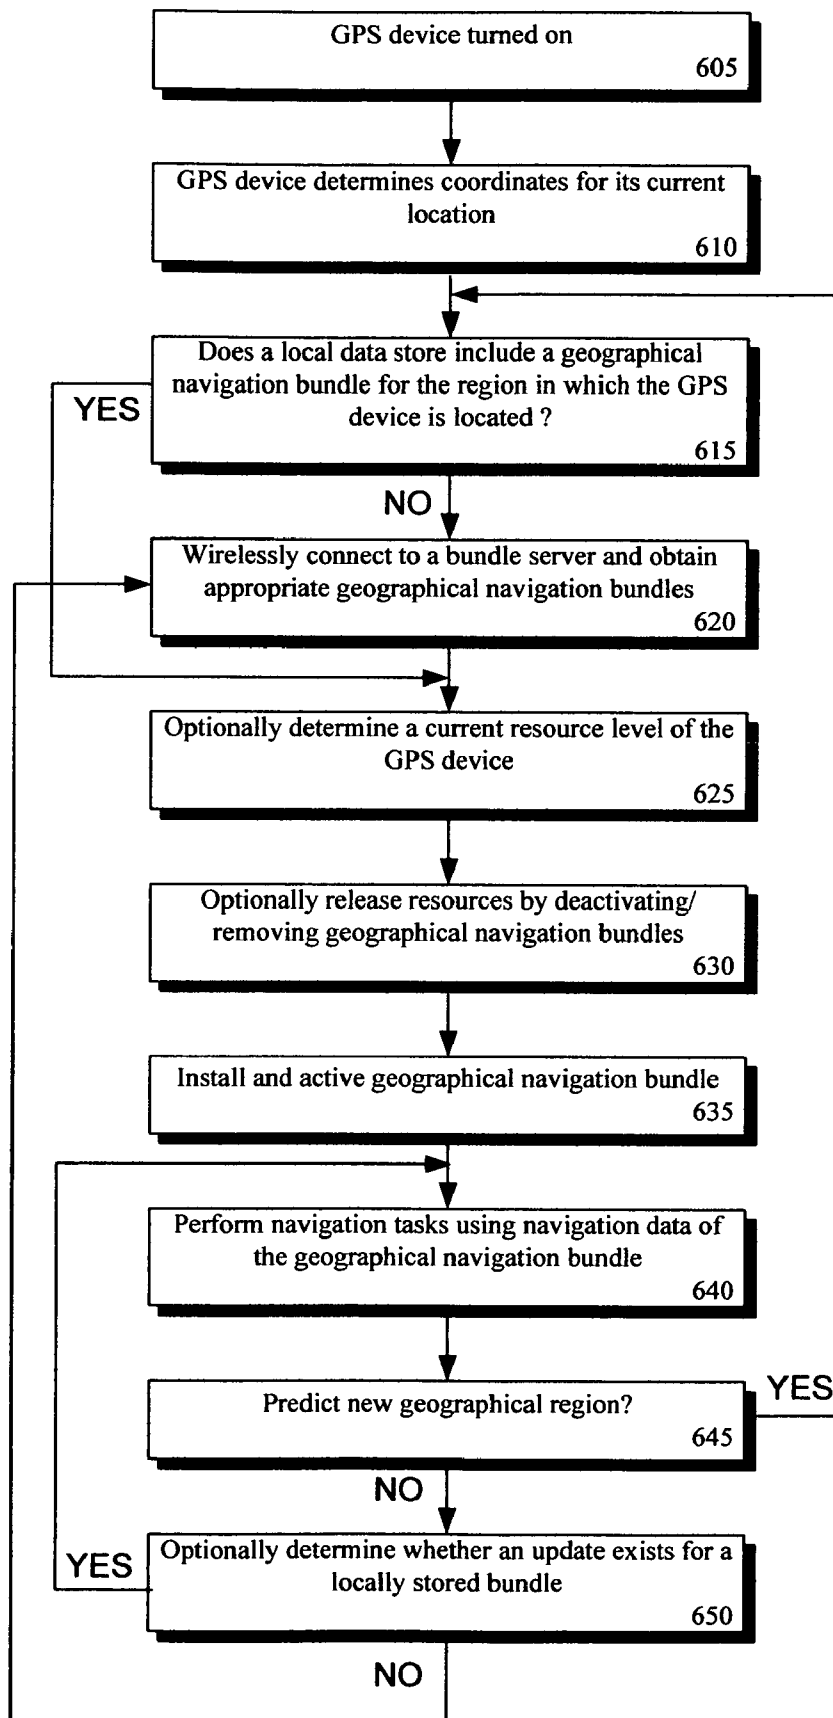 GPS device turned on
605
GPS device determines coordinates for its current
location
610
Does a local data store include a geographical
navigation bundle for the region in which the GPS
device is located ?
615
YES
NO
Wirelessly connect to a bundle server and obtain
appropriate geographical navigation bundles
620
Optionally determine a current resource level of the
GPS device
625
Optionally release resources by deactivating/
removing geographical navigation bundles
630
Install and active geographical navigation bundle
635
Perform navigation tasks using navigation data of
the geographical navigation bundle
640
Predict new geographical region?
645
YES
NO
Optionally determine whether an update exists for a
locally stored bundle
650
YES
NO